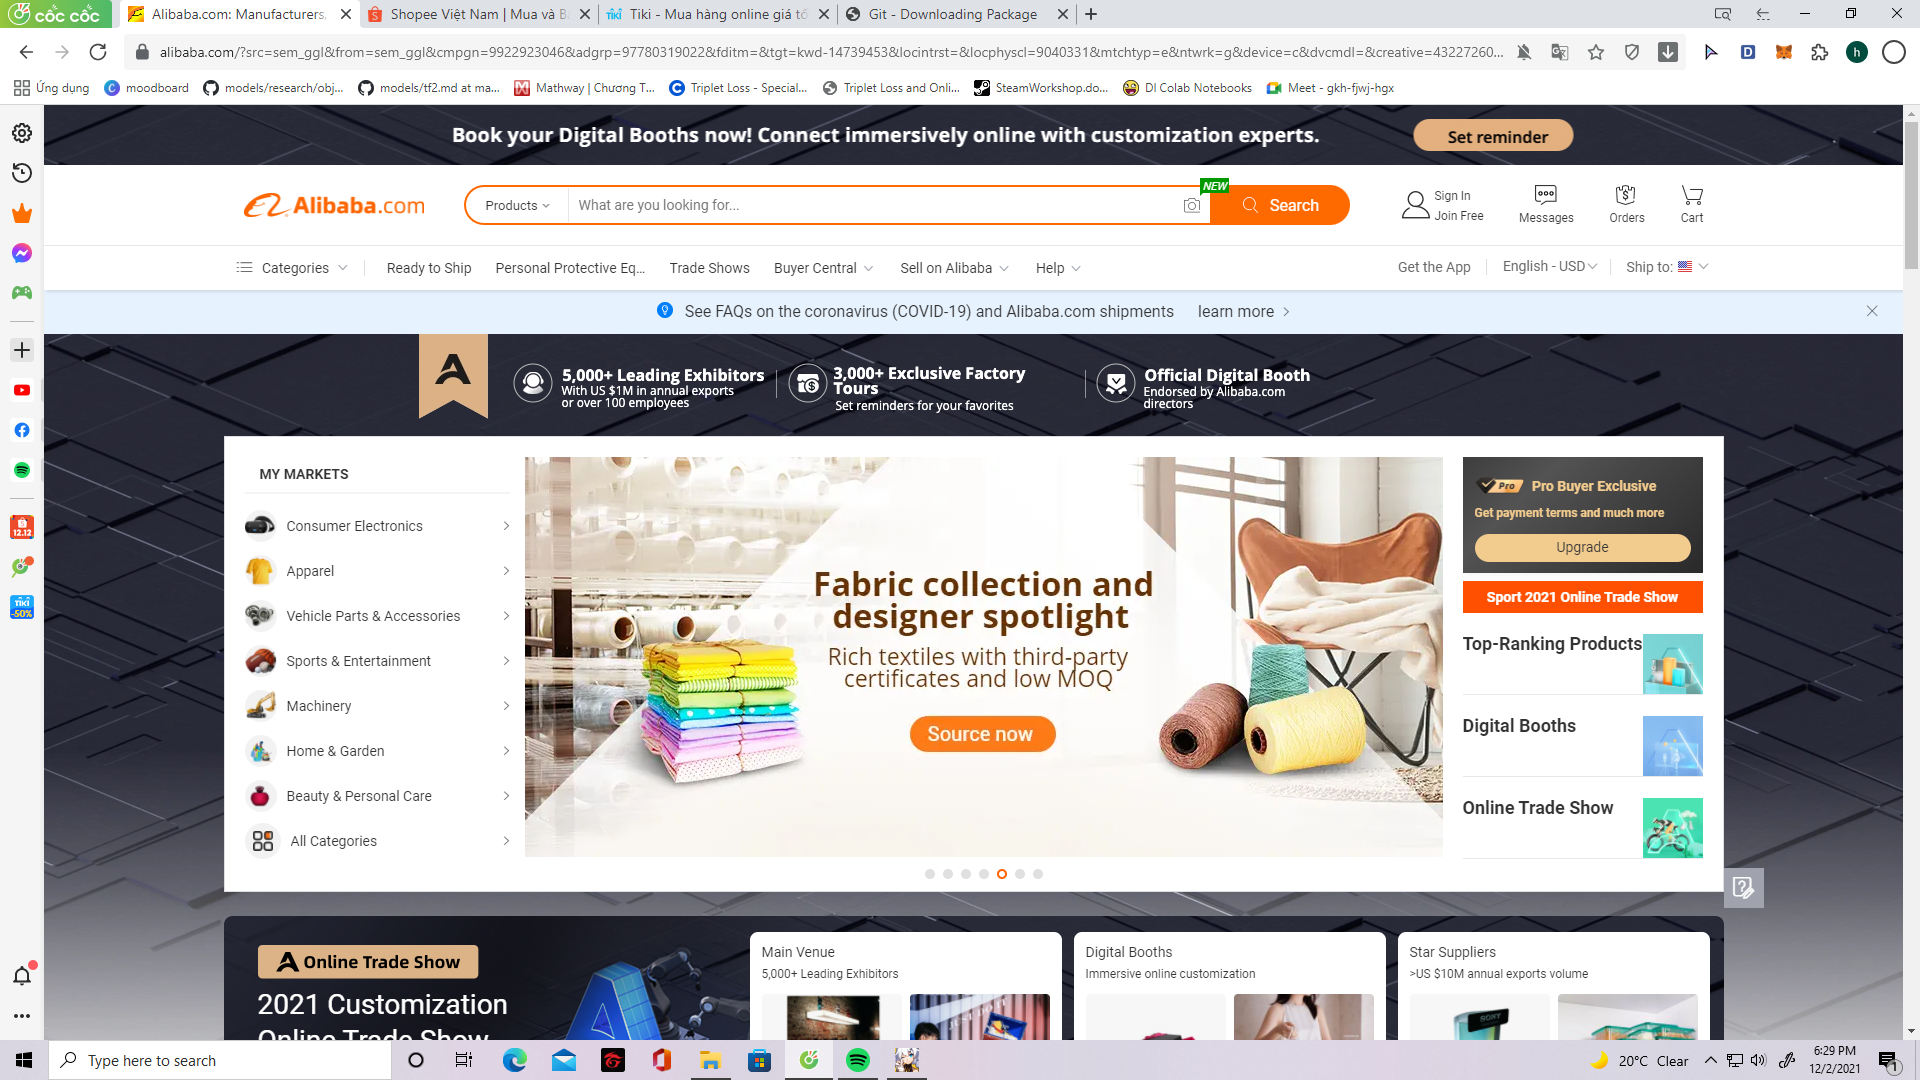 cốc cốc
Alibaba.com: Manufacturers,
Shopee Việt Nam | Mua và B
Tiki - Mua hàng online giá tố
Git - Downloading Package
alibaba.com/?src=sem_ggl&from=sem_ggl&cmpgn=9922923046&adgrp=97780319022&fditm=&tgt=kwd-14739453&locintrst=&locphyscl=9040331&mtchtyp=e&ntwrk=g&device=c&dvcmdl=&creative=43227260...
h
Ứng dụng
moodboard
models/research/obj...
models/tf2.md at ma...
Mathway | Chương T...
Triplet Loss - Special...
Triplet Loss and Onli...
SteamWorkshop.do...
DI Colab Notebooks
Meet - gkh-fjwj-hgx
Book your Digital Booths now! Connect immersively online with customization experts.
Set reminder
Alibaba.com
Products
What are you looking for...
NEW
Search
Sign In
Join Free
Messages
Orders
Cart
Categories
Ready to Ship
Personal Protective Eq...
Trade Shows
Buyer Central
Sell on Alibaba
Help
Get the App
English - USD
Ship to:
See FAQs on the coronavirus (COVID-19) and Alibaba.com shipments
learn more
5,000+ Leading Exhibitors
With US $1M in annual exports
or over 100 employees
3,000+ Exclusive Factory
Tours
Set reminders for your favorites
Official Digital Booth
Endorsed by Alibaba.com
directors
MY MARKETS
Consumer Electronics
Apparel
Vehicle Parts & Accessories
Sports & Entertainment
Machinery
Home & Garden
Beauty & Personal Care
All Categories
Fabric collection and
designer spotlight
Rich textiles with third-party
certificates and low MOQ
Source now
Pro
Pro Buyer Exclusive
Get payment terms and much more
Upgrade
Sport 2021 Online Trade Show
Top-Ranking Products
Digital Booths
Online Trade Show
12.12
TIKI
-50%
Online Trade Show
2021 Customization
Online Trade Show
Main Venue
5,000+ Leading Exhibitors
Digital Booths
Immersive online customization
Star Suppliers
>US $10M annual exports volume
SONY
Type here to search
20°C
Clear
6:29 PM
12/2/2021
1